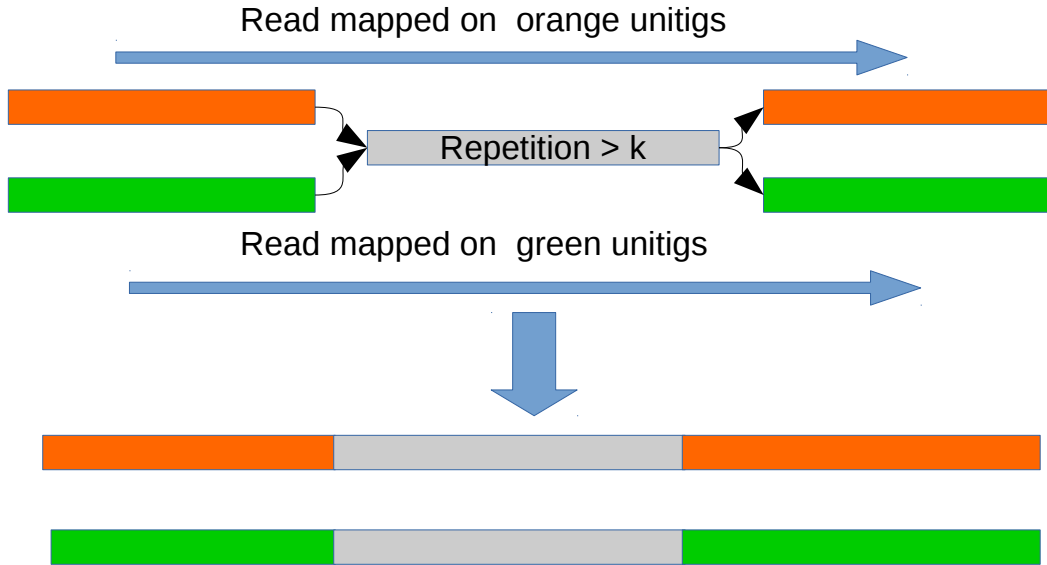 Read mapped on  orange unitigs
Repetition > k
Read mapped on  green unitigs